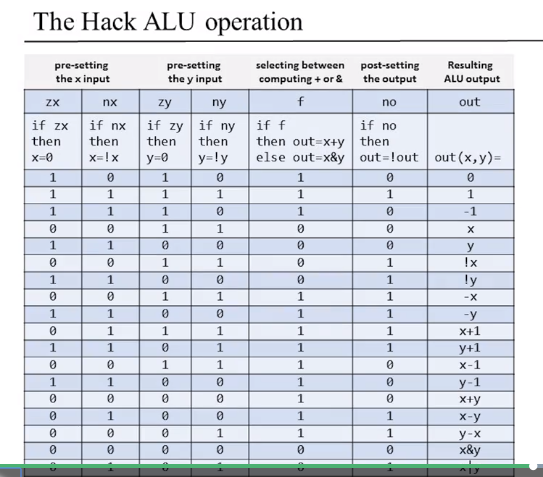 The Hack ALU operation
pre-setting the x input pre-setting the y input selecting between computing + or & post-setting the output Resulting ALU output
zx nx zy ny f no out
if zx then x=0 if nx then x=!x if zy then y=0 if ny then y=!y if f then out=x+y else out=x&y if no then out=!out out(x,y)=
1 0 1 0 1 0 0
1 1 1 1 1 1 1
1 1 1 0 1 0 -1
0 0 1 1 0 0 x
1 1 0 0 0 0 y
0 0 1 1 0 1 !x
1 1 0 0 0 1 !y
0 0 1 1 1 1 -x
1 1 0 0 1 1 -y
0 1 1 1 1 1 x+1
1 1 0 1 1 1 y+1
0 0 1 1 1 0 x-1
1 1 0 0 1 0 y-1
0 0 0 0 1 0 x+y
0 1 0 0 1 1 x-y
0 0 0 1 1 1 y-x
0 0 0 0 0 0 x&y
0 1 0 1 0 1 x|y